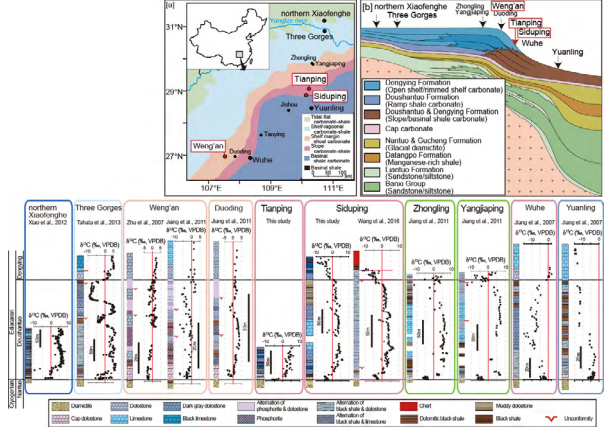 [a]
31°N
29°N
27°N
107°E
109°E
111°E
northern Xiaofenghe
Yangtze river
Three Gorges
Zhongling
Yangjiaping
Tianping
Siduping
Yuanling
Jishou
Taoying
Weng'an
Duoding
Wuhe
Tidal flat
carbonate-shale
Shelf-lagoonal
carbonate-shale
Shelf margin
shoal carbonate
Slope
carbonate-shale
Basinal
shale carbonate
Basinal shale
[b]
northern Xiaofenghe
Three Gorges
Zhongling
Yangjiaping
Weng'an
Duoding
Tianping
Siduping
Wuhe
Yuanling
Dengying Formation
(Open shelf/rimmed shelf carbonate)
Doushantuo Formation
(Ramp shale carbonate)
Doushantuo & Dengying Formation
(Slope/basinal shale carbonate)
Cap carbonate
Nantuo & Gucheng Formation
(Glacial diamictite)
Datangpo Formation
(Manganese-rich shale)
Liantuo Formation
(Sandstone/siltstone)
Banxi Group
(Sandstone/siltstone)
northern
Xiaofenghe
Xiao et al., 2012
Three Gorges
Tahata et al., 2013
Weng'an
Zhu et al., 2007
Jiang et al., 2011
Duoding
Jiang et al., 2011
Tianping
This study
Siduping
This study
Wang et al., 2016
Zhongling
Jiang et al., 2011
Yangjiaping
Jiang et al., 2011
Wuhe
Jiang et al., 2007
Yuanling
Jiang et al., 2007
δ¹³C (‰, VPDB)
Ediacaran
Cryogenian
Dengying
Doushantuo
Nantuo
Diamictite
Dolostone
Dark gray dolostone
Alternation of
phosphorite & dolostone
Alternation of
black shale & dolostone
Chert
Muddy dolostone
Cap dolostone
Limestone
Black limestone
Phosphorite
Alternation of
black shale & limestone
Dolomitic black shale
Black shale
Unconformity